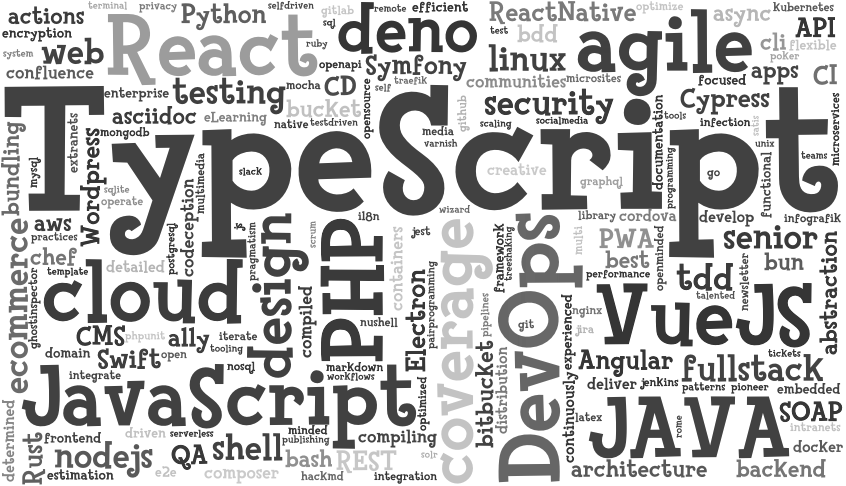 terminal
privacy
Python
selfdriven
gitlab
remote
efficient
ReactNative
optimize
Kubernetes
actions
encryption
system
web
confluence
React
ruby
sql
deno
test
bdd
linux
agile
async
API
cli
flexible
poker
openapi
Symfony
traefik
self
communities
microsites
focused
apps
CI
enterprise
testing
mocha
CD
bucket
opensource
github
security
Cypress
tools
asciidoc
eLearning
native
testdriven
media
varnish
scaling
socialmedia
documentation
infection
satis
microservices
TypeScript
bundling
mysql
extranets
Wordpress
mongodb
sqlite
operate
multimedia
codeception
slack
creative
graphql
programming
go
functional
unix
teams
aws
practices
chef
template
detailed
postgresql
js
pragmatism
design
scrum
PHP
i18n
jest
containers
wizard
coverage
framework
treeshaking
DevOps
multi
library
cordova
develop
infografik
PWA
best
openminded
senior
bun
performance
tdd
talented
newsletter
abstraction
ecommerce
ghostinspector
cloud
compiled
nushell
Electron
pairprogramming
pipelines
git
experienced
continuously
nginx
jira
VueJS
CMS
phpunit
a11y
iterate
tooling
domain
Swift
open
nosql
integrate
markdown
workflows
bitbucket
distribution
Angular
tickets
fullstack
deliver
jenkins
patterns
pioneer
embedded
JavaScript
optimized
determined
Rust
frontend
driven
serverless
minded
publishing
compiling
latex
JAVA
rome
SOAP
intranets
docker
nodejs
estimation
e2e
QA
shell
composer
bash
hackmd
REST
solr
integration
architecture
backend